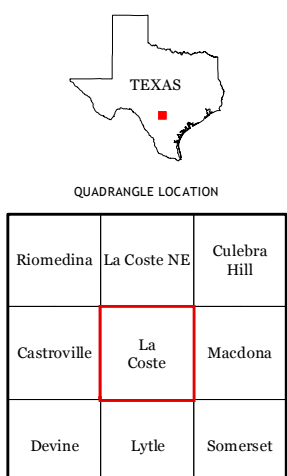 TEXAS
QUADRANGLE LOCATION
Riomedina La Coste NE Culebra
Hill
Castroville La
Coste Macdona
Devine Lytle Somerset